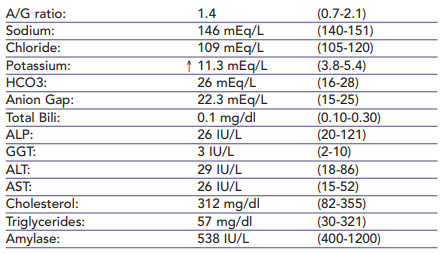 A/G ratio: 1.4 (0.7-2.1)
Sodium: 146 mEq/L (140-151)
Chloride: 109 mEq/L (105-120)
Potassium: ↑ 11.3 mEq/L (3.8-5.4)
HCO3: 26 mEq/L (16-28)
Anion Gap: 22.3 mEq/L (15-25)
Total Bili: 0.1 mg/dl (0.10-0.30)
ALP: 26 IU/L (20-121)
GGT: 3 IU/L (2-10)
ALT: 29 IU/L (18-86)
AST: 26 IU/L (15-52)
Cholesterol: 312 mg/dl (82-355)
Triglycerides: 57 mg/dl (30-321)
Amylase: 538 IU/L (400-1200)